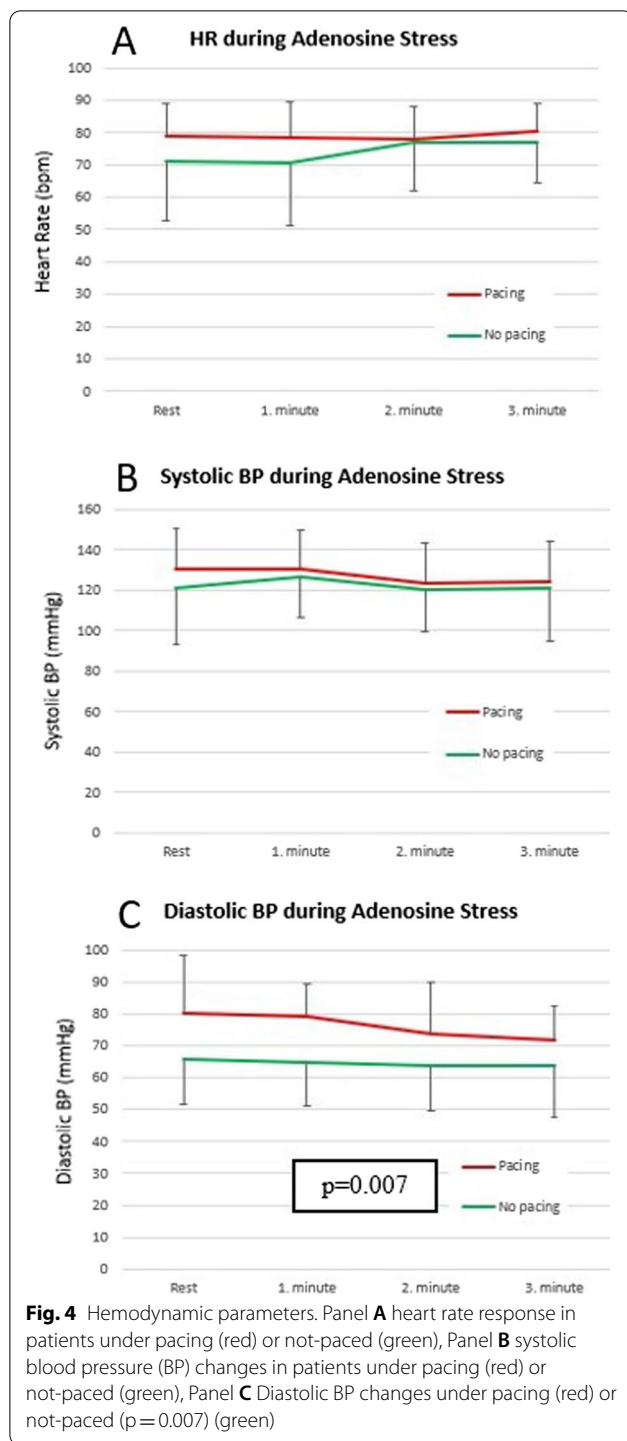 A
HR during Adenosine Stress
100
90
80
70
60
50
40
30
20
10
0
Heart Rate (bpm)
Pacing
No pacing
Rest 1. minute 2. minute 3. minute
B
Systolic BP during Adenosine Stress
160
140
120
100
80
60
40
20
0
Systolic BP (mmHg)
Pacing
No pacing
Rest 1. minute 2. minute 3. minute
C
Diastolic BP during Adenosine Stress
100
90
80
70
60
50
40
30
20
10
0
Diastolic BP (mmHg)
p=0.007
Pacing
No pacing
Rest 1. minute 2. minute 3. minute
Fig. 4 Hemodynamic parameters. Panel A heart rate response in
patients under pacing (red) or not-paced (green), Panel B systolic
blood pressure (BP) changes in patients under pacing (red) or
not-paced (green), Panel C Diastolic BP changes under pacing (red) or
not-paced (p = 0.007) (green)